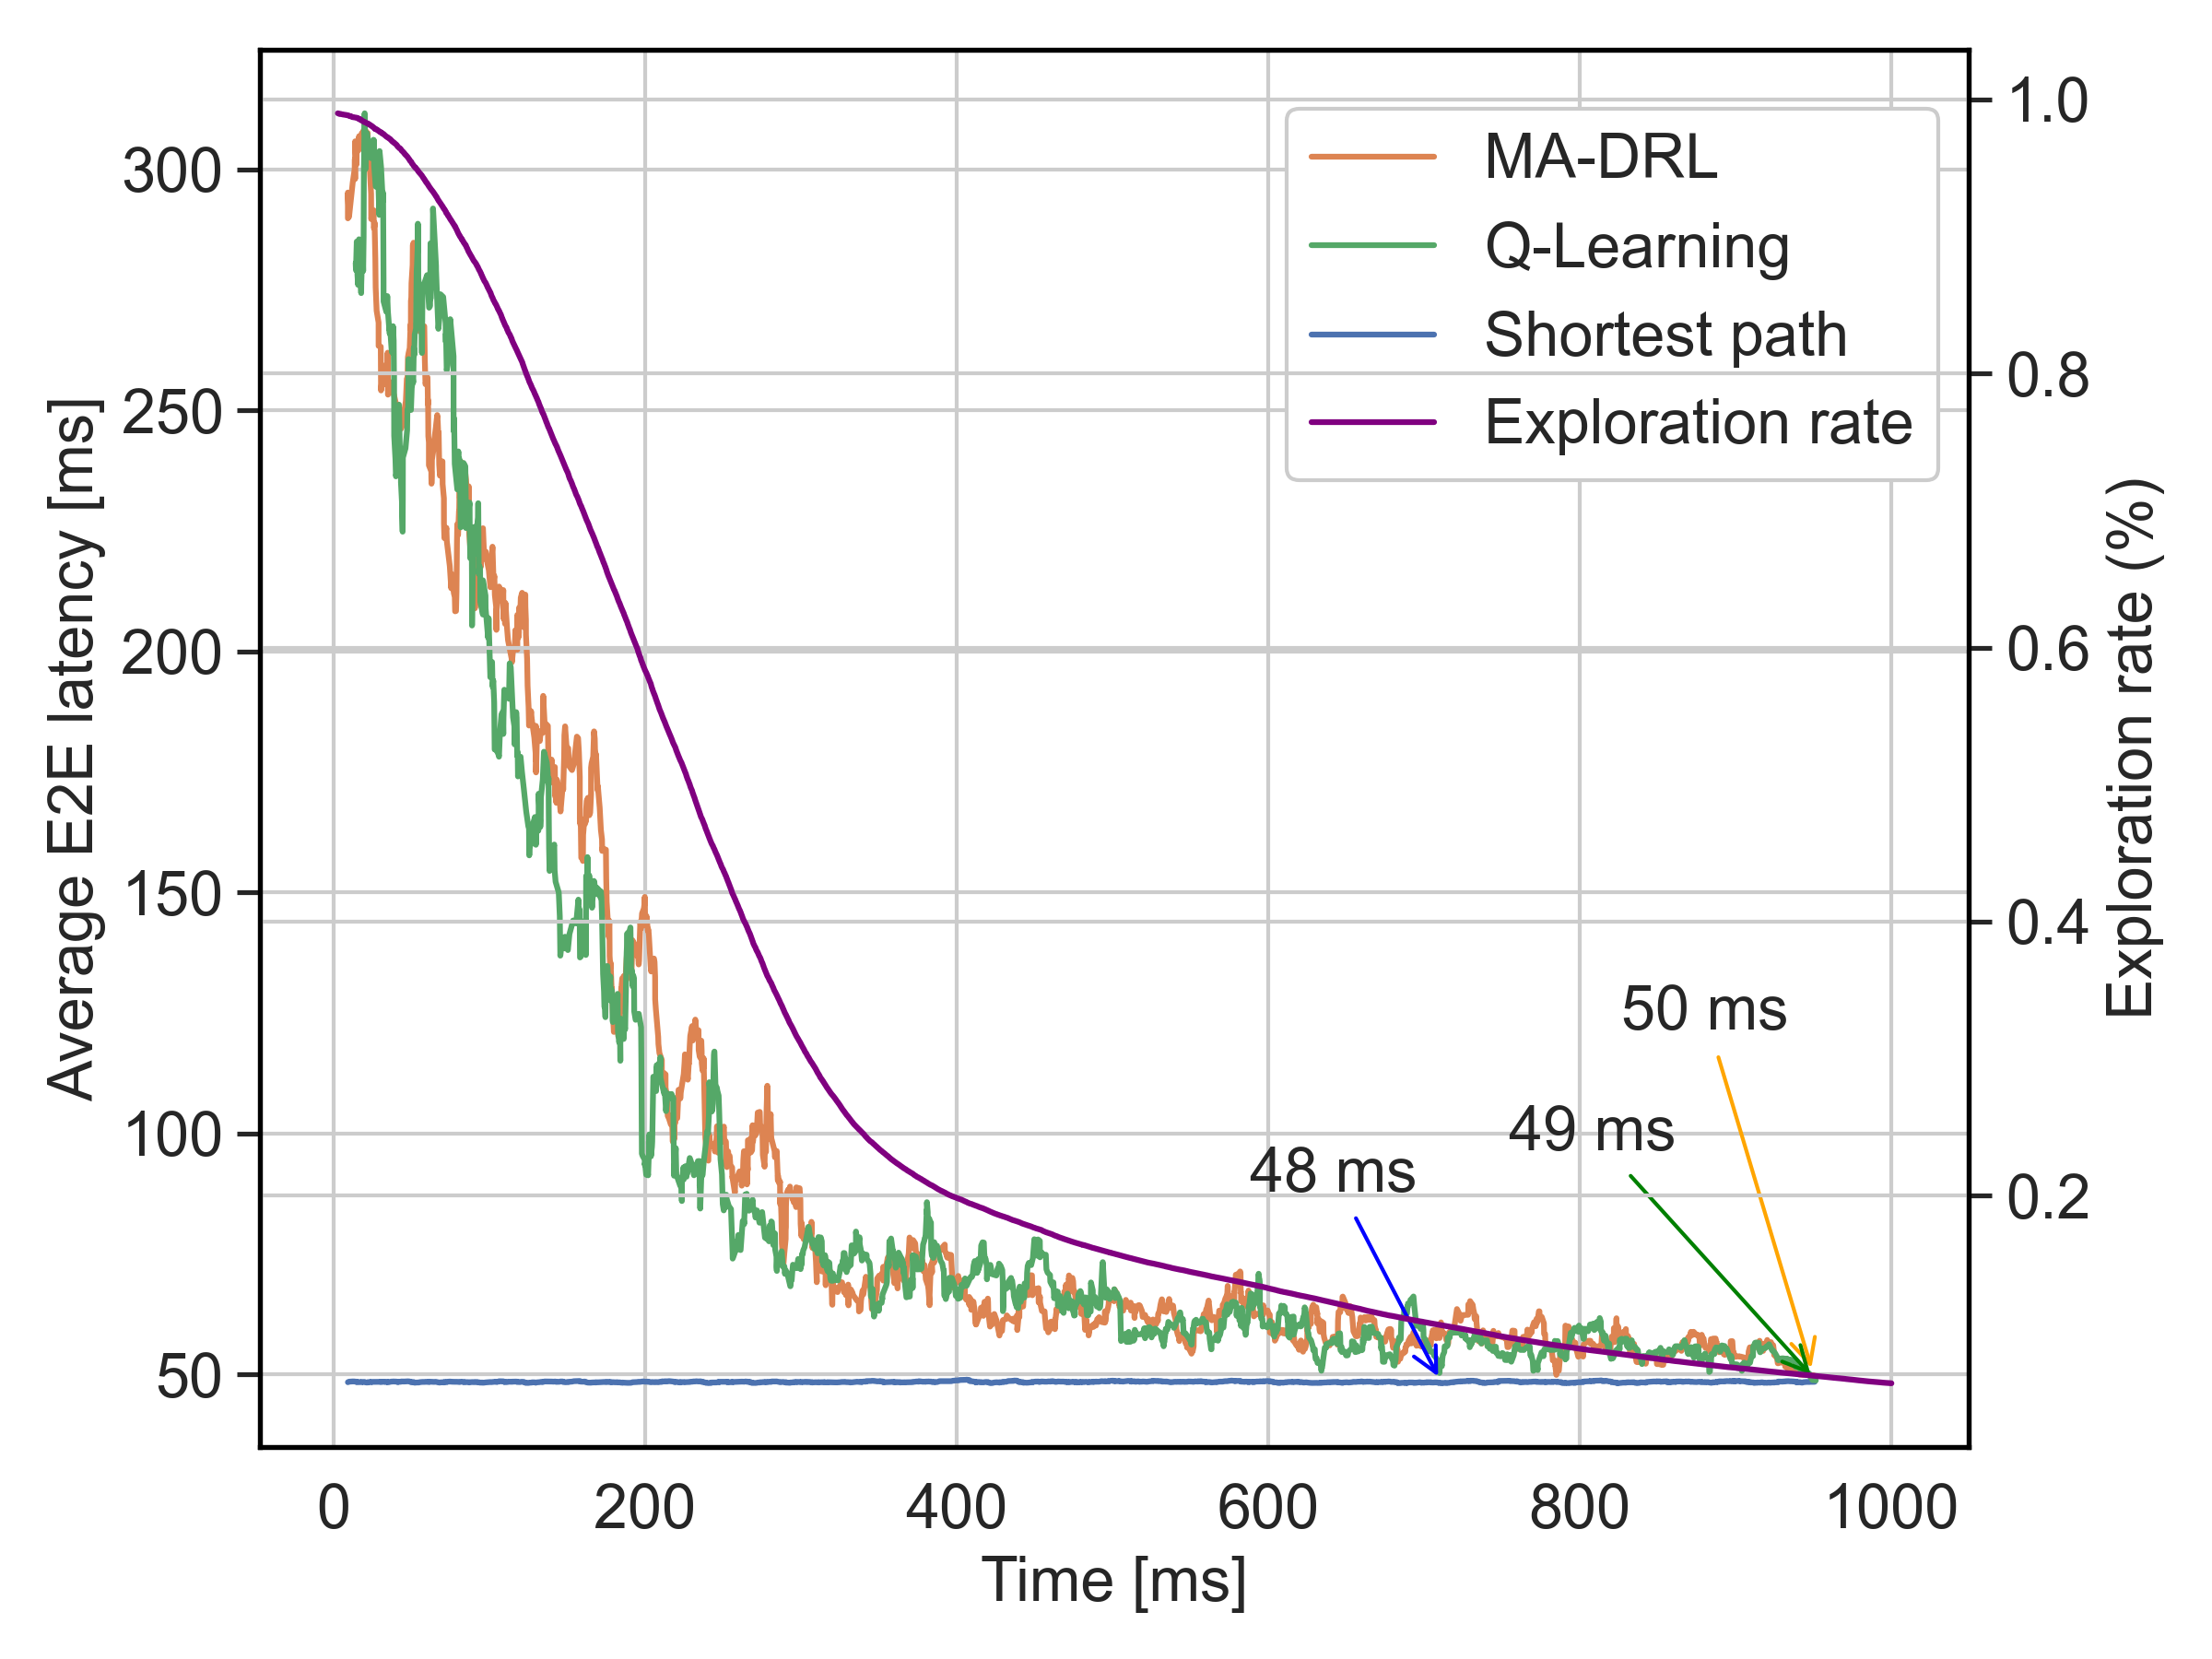 MA-DRL
Q-Learning
Shortest path
Exploration rate
300
250
200
150
100
50
Average E2E latency [ms]
1.0
0.8
0.6
0.4
0.2
Exploration rate (%)
50 ms
49 ms
48 ms
0 200 400 600 800 1000
Time [ms]